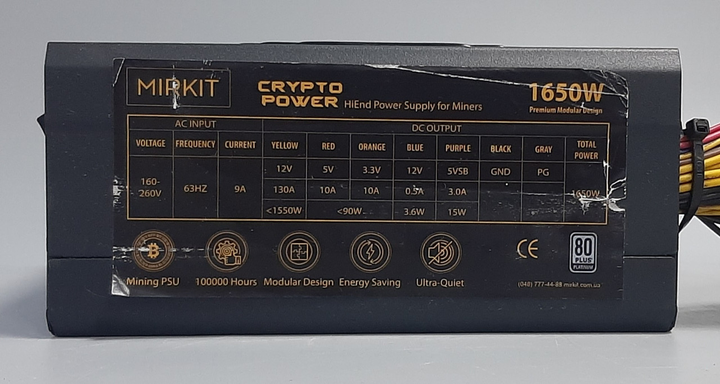 MIRKIT
CRYPTO
POWER
HiEnd Power Supply for Miners
1650W
Premium Modular Design
AC INPUT DC OUTPUT
VOLTAGE FREQUENCY CURRENT YELLOW RED ORANGE BLUE PURPLE BLACK GRAY TOTAL POWER
160-260V 63HZ 9A 12V 5V 3.3V 12V 5VSB GND PG
130A 10A 10A 0.3A 3.0A 1650W
<1550W <90W 3.6W 15W
Mining PSU 100000 Hours Modular Design Energy Saving Ultra-Quiet
CE
80
PLUS
PLATINUM
(048) 777-44-88 mirkit.com.ua